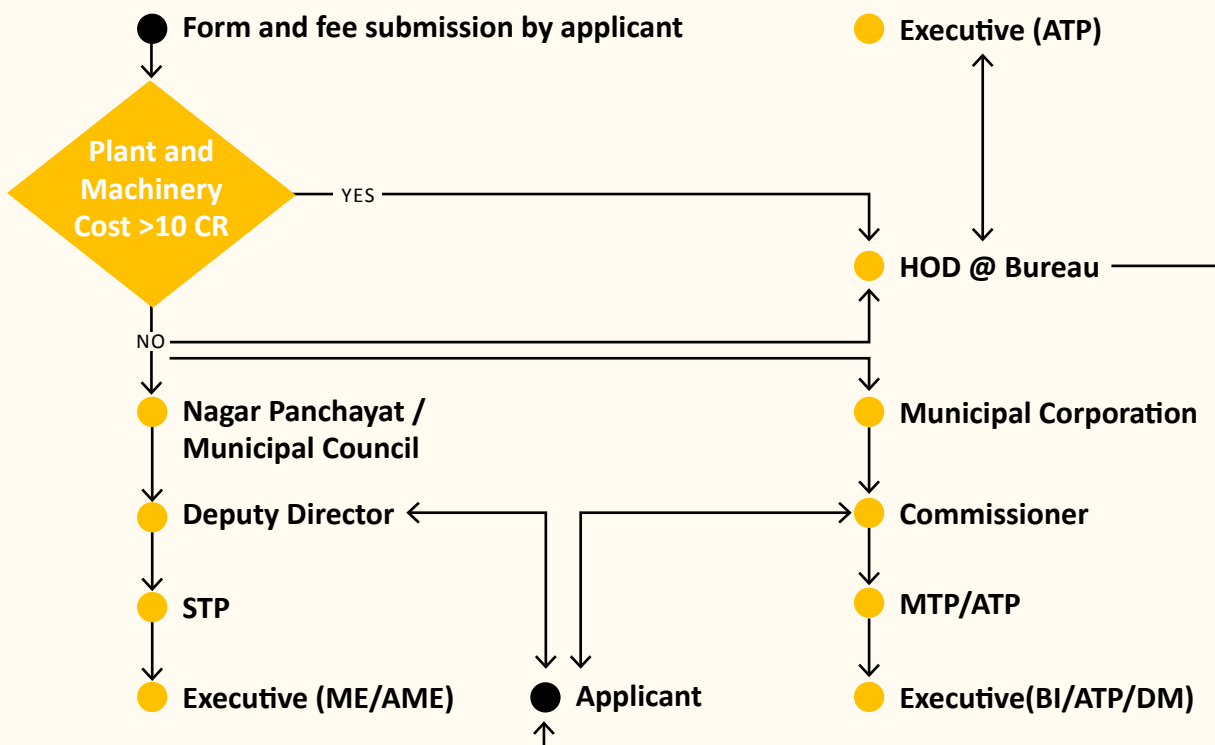 Form and fee submission by applicant
Executive (ATP)
Plant and
Machinery
Cost >10 CR
YES
HOD @ Bureau
NO
Nagar Panchayat /
Municipal Council
Municipal Corporation
Deputy Director
Commissioner
STP
MTP/ATP
Executive (ME/AME)
Applicant
Executive(BI/ATP/DM)